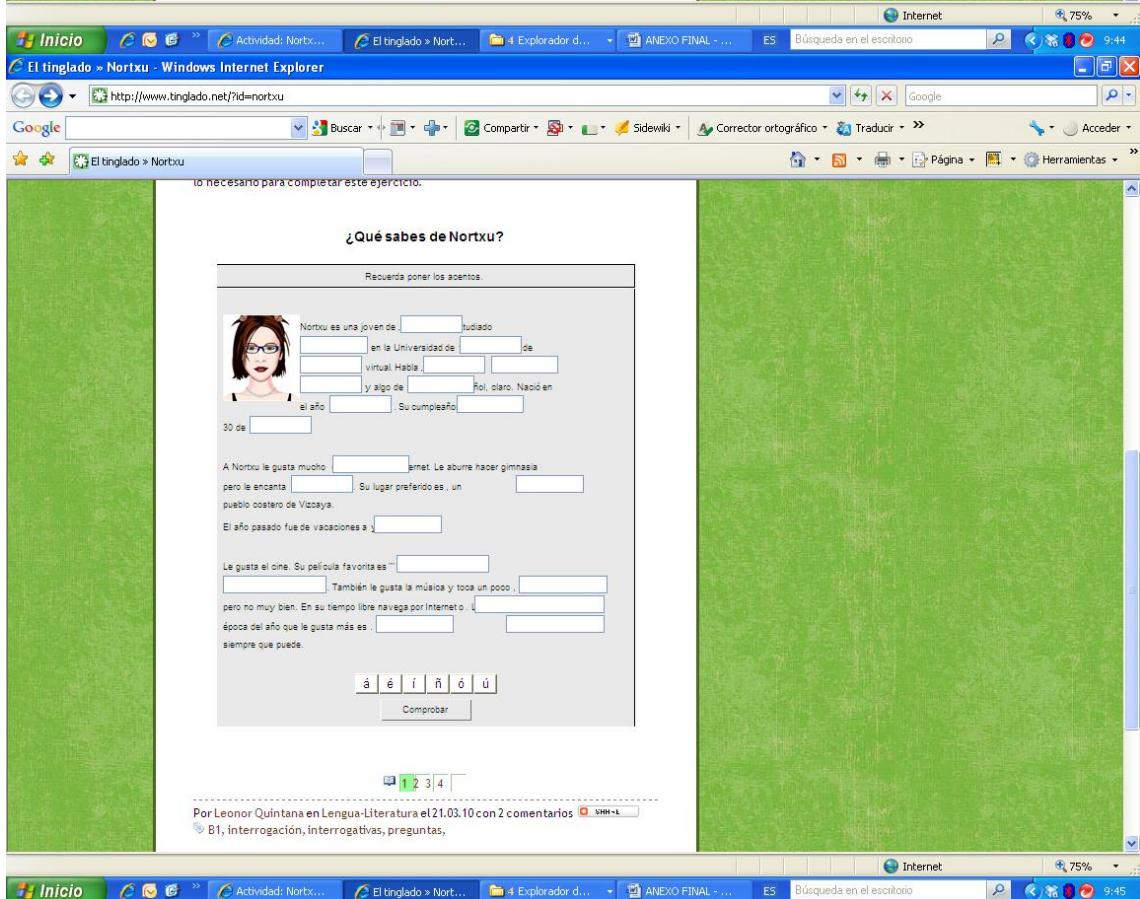 Internet 75%
Inicio Actividad: Nortx... El tinglado » Nort... 4 Explorador d... ANEXO FINAL - ... ES Búsqueda en el escritorio 9:44
El tinglado » Nortxu - Windows Internet Explorer
http://www.tinglado.net/?id=nortxu Google
Google Buscar Compartir Sidewiki Corrector ortográfico Traducir » Acceder
El tinglado » Nortxu Página Herramientas »
lo necesario para completar este ejercicio.
¿Qué sabes de Nortxu?
Recuerda poner los acentos.
Nortxu es una joven de , tudiado
en la Universidad de de
virtual. Habla ,
y algo de ñol, claro. Nació en
el año . Su cumpleaño
30 de
A Nortxu le gusta mucho ernet. Le aburre hacer gimnasia
pero le encanta . Su lugar preferido es , un
pueblo costero de Vizcaya.
El año pasado fue de vacaciones a y
Le gusta el cine. Su película favorita es "
. También le gusta la música y toca un poco ,
pero no muy bien. En su tiempo libre navega por Internet o . L
época del año que le gusta más es .
siempre que puede.
á é í ñ ó ú
Comprobar
1 2 3 4
Por Leonor Quintana en Lengua-Literatura el 21.03.10 con 2 comentarios
B1, interrogación, interrogativas, preguntas,
Internet 75%
Inicio Actividad: Nortx... El tinglado » Nort... 4 Explorador d... ANEXO FINAL - ... ES Búsqueda en el escritorio 9:45